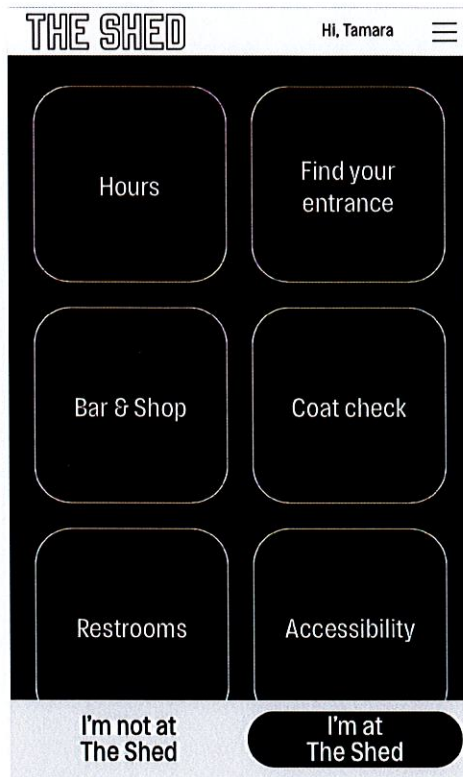 THE SHED
Hi, Tamara
Hours
Find your
entrance
Bar & Shop
Coat check
Restrooms
Accessibility
I'm not at
The Shed
I'm at
The Shed